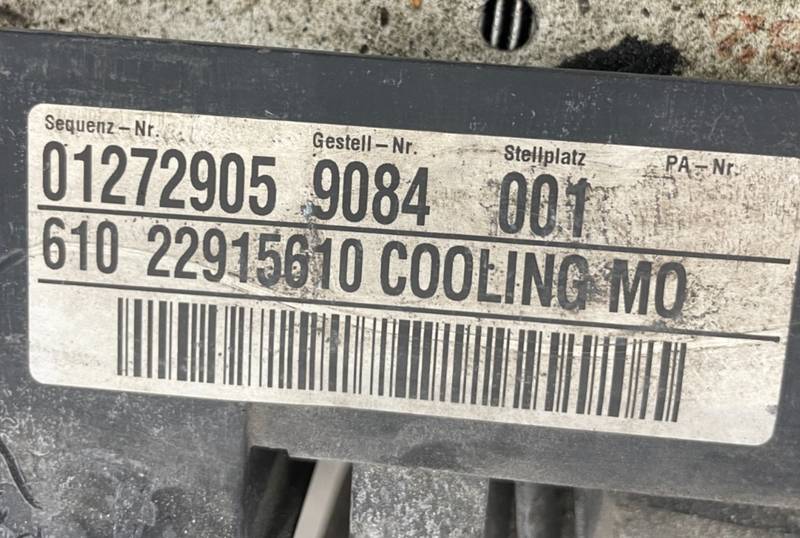 Sequenz-Nr. Gestell-Nr. Stellplatz PA-Nr.
01272905 9084 001
610 22915610 COOLING MO